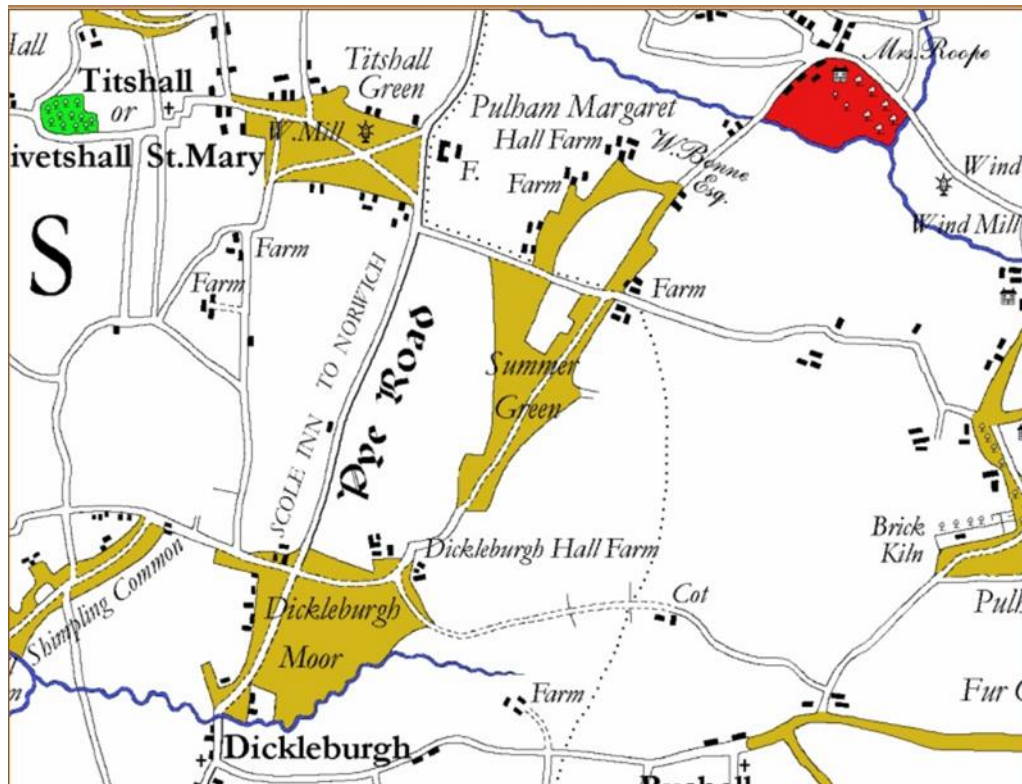 Hall
Titshall
or
ivetshall St.Mary
Titshall
Green
W.Mill
F.
Pulham Margaret
Hall Farm
Farm
W.Bonne
Esq.
Mrs.Roope
Wind
Wind Mill
S
Farm
Farm
Farm
SCOLE INN TO NORWICH
Pye Road
Summer
Green
Brick
Kiln
Dickleburgh Hall Farm
Shimpling Common
Dickleburgh
Moor
Cot
Farm
Fur
Dickleburgh